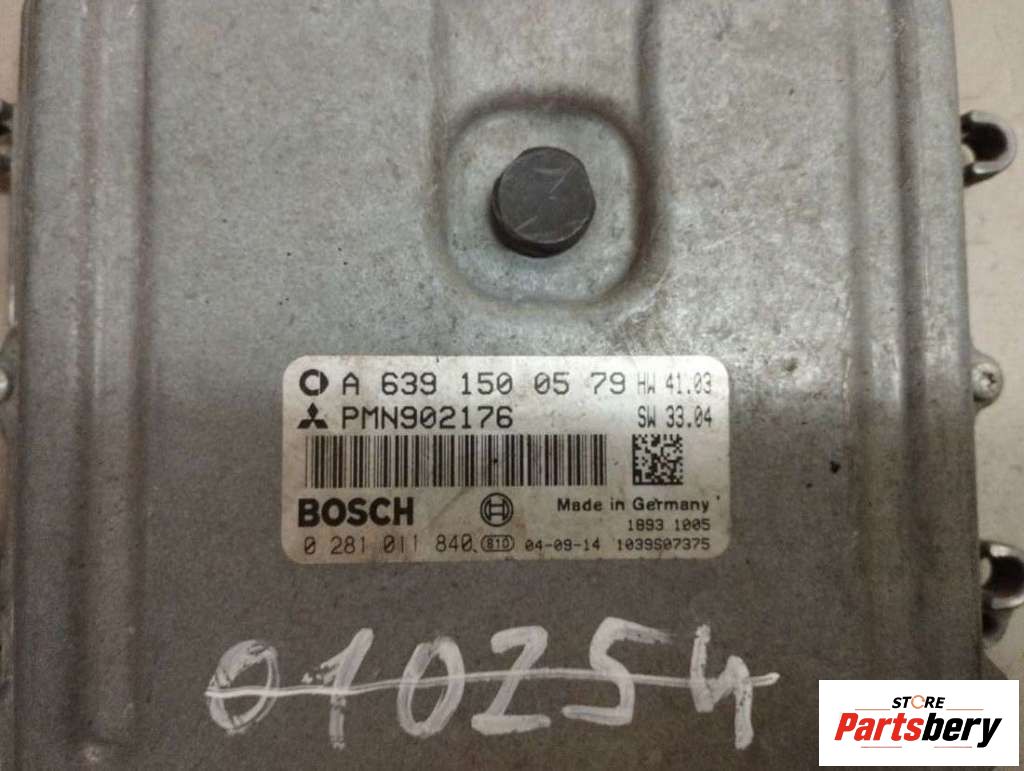 A 639 150 05 79 HW 41.03
PMN902176 SW 33.04
BOSCH Made in Germany
1893 1005
0 281 011 840 810 04-09-14 1039S07375
010254
STORE
Partsbery